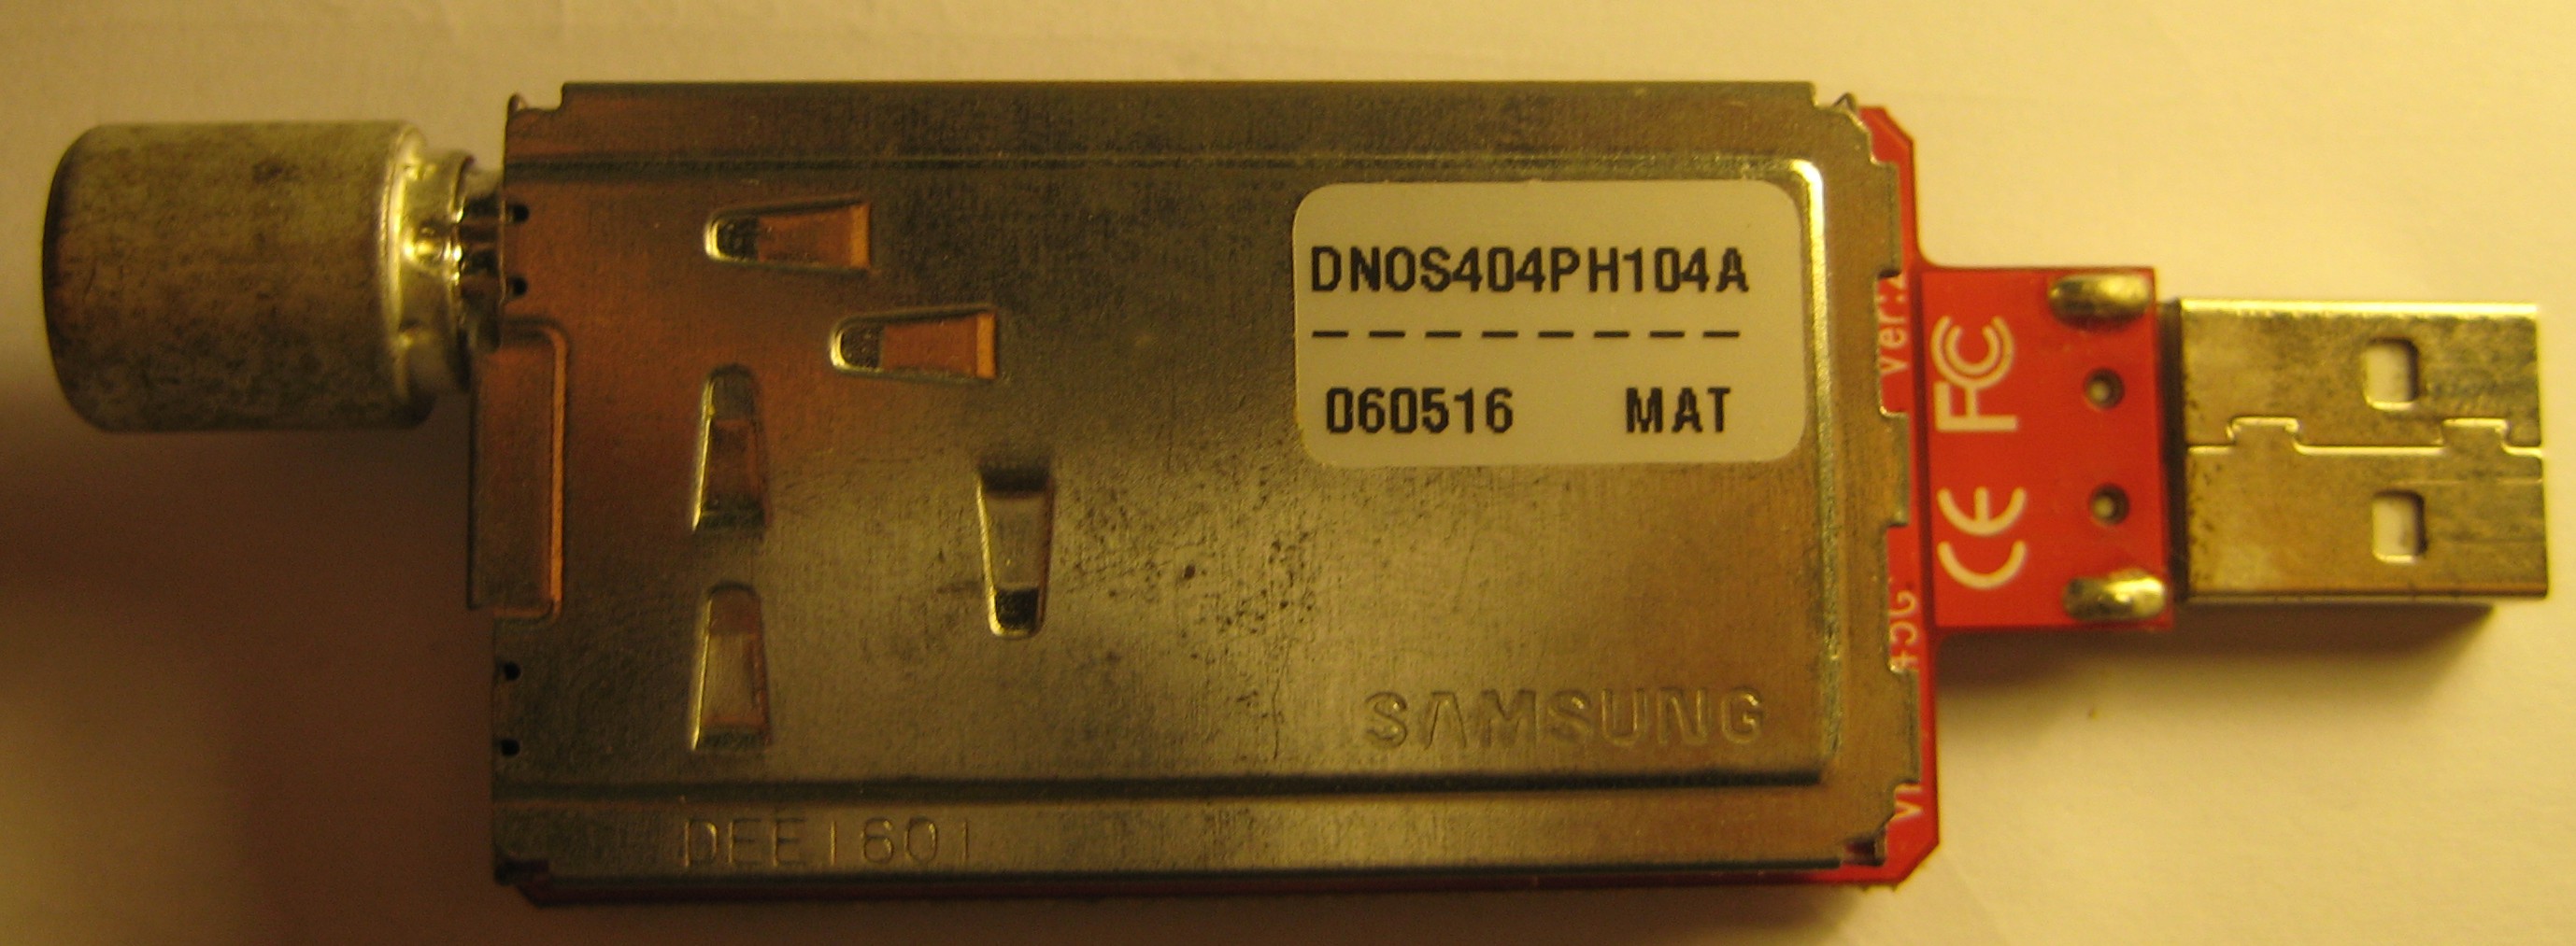 DNOS404PH104A
060516 MAT
SAMSUNG
DEE1601
FC
CE